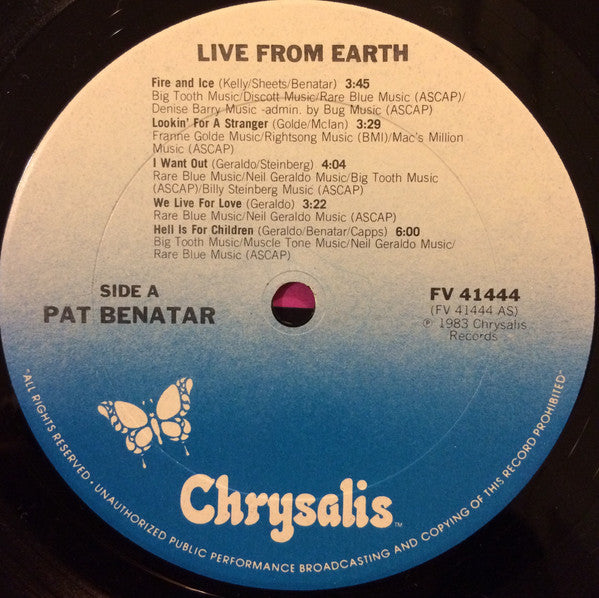 LIVE FROM EARTH
Fire and Ice (Kelly/Sheets/Benatar) 3:45
Big Tooth Music/Discott Music/Rare Blue Music (ASCAP)/
Denise Barry Music -admin. by Bug Music (ASCAP)
Lookin' For A Stranger (Golde/McIan) 3:29
Franne Golde Music/Rightsong Music (BMI)/Mac's Million
Music (ASCAP)
I Want Out (Geraldo/Steinberg) 4:04
Rare Blue Music/Neil Geraldo Music/Big Tooth Music
(ASCAP)/Billy Steinberg Music (ASCAP)
We Live For Love (Geraldo) 3:22
Rare Blue Music/Neil Geraldo Music (ASCAP)
Hell Is For Children (Geraldo/Benatar/Capps) 6:00
Big Tooth Music/Muscle Tone Music/Neil Geraldo Music/
Rare Blue Music (ASCAP)
SIDE A
PAT BENATAR
FV 41444
(FV 41444 AS)
℗ 1983 Chrysalis
Records
Chrysalis™
"ALL RIGHTS RESERVED • UNAUTHORIZED PUBLIC PERFORMANCE BROADCASTING AND COPYING OF THIS RECORD PROHIBITED"